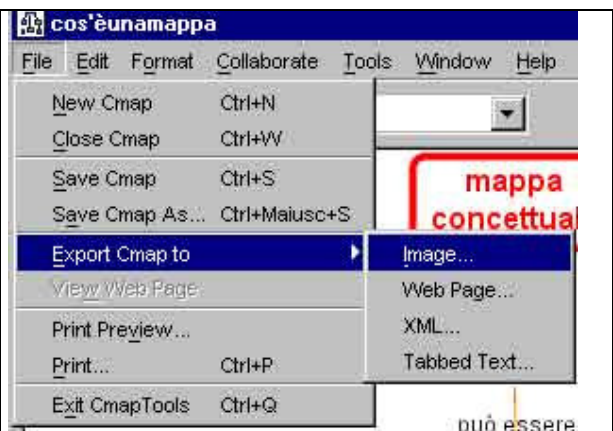 cos'èunamappa
File Edit Format Collaborate Tools Window Help
New Cmap Ctrl+N
Close Cmap Ctrl+W
Save Cmap Ctrl+S
Save Cmap As... Ctrl+Maiusc+S
Export Cmap to
View Web Page
Print Preview...
Print... Ctrl+P
Exit CmapTools Ctrl+Q
Image...
Web Page...
XML...
Tabbed Text...
mappa
concettual
può essere